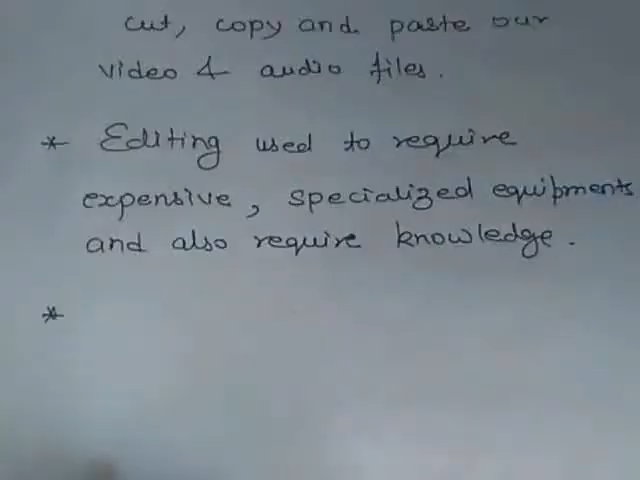 cut, copy and paste our
video & audio files.
* Editing used to require
expensive, specialized equipments
and also require knowledge.
*